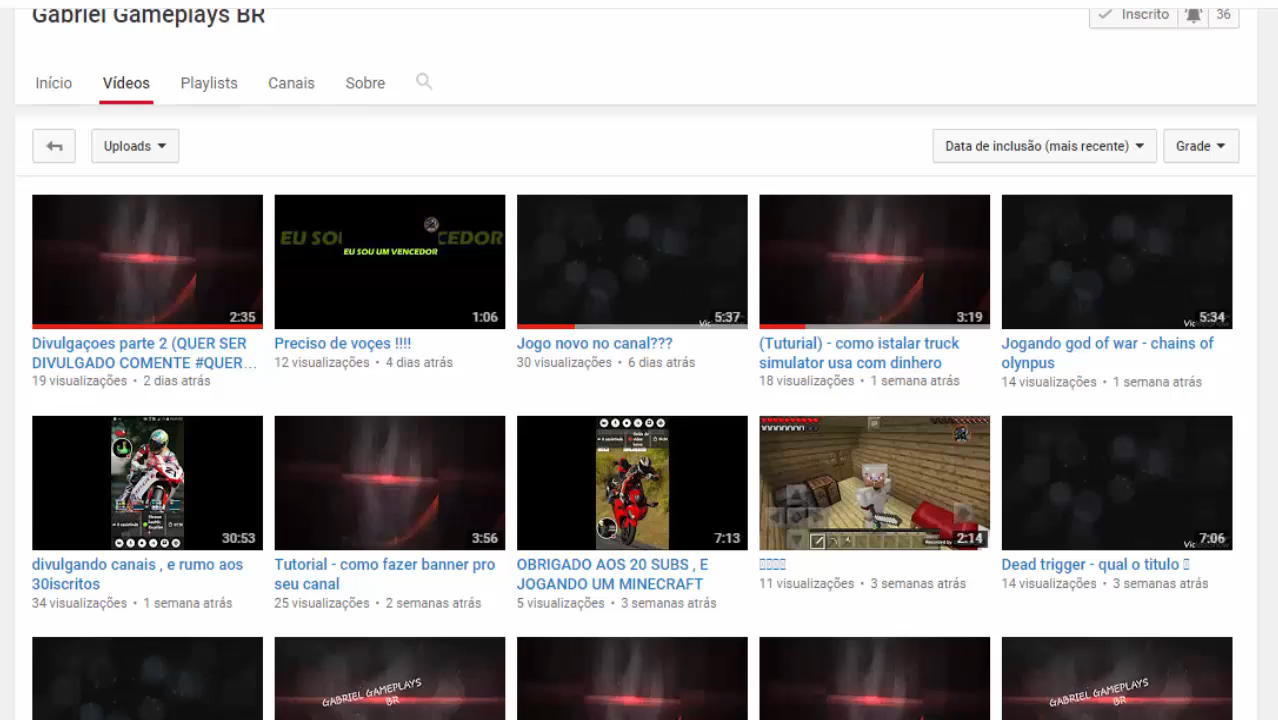 Gabriel Gameplays BR
Inscrito 36
Início Vídeos Playlists Canais Sobre
Uploads Data de inclusão (mais recente) Grade
2:35 EU SOU UM VENCEDOR 1:06 5:37 3:19 5:34
Divulgaçoes parte 2 (QUER SER
DIVULGADO COMENTE #QUER...
19 visualizações • 2 dias atrás
Preciso de voçes !!!!
12 visualizações • 4 dias atrás
Jogo novo no canal???
30 visualizações • 6 dias atrás
(Tuturial) - como istalar truck
simulator usa com dinhero
18 visualizações • 1 semana atrás
Jogando god of war - chains of
olynpus
14 visualizações • 1 semana atrás
30:53 3:56 7:13 2:14 7:06
divulgando canais , e rumo aos
30iscritos
34 visualizações • 1 semana atrás
Tutorial - como fazer banner pro
seu canal
25 visualizações • 2 semanas atrás
OBRIGADO AOS 20 SUBS , E
JOGANDO UM MINECRAFT
5 visualizações • 3 semanas atrás
11 visualizações • 3 semanas atrás
Dead trigger - qual o titulo
14 visualizações • 3 semanas atrás
GABRIEL GAMEPLAYS
BR
GABRIEL GAMEPLAYS
BR